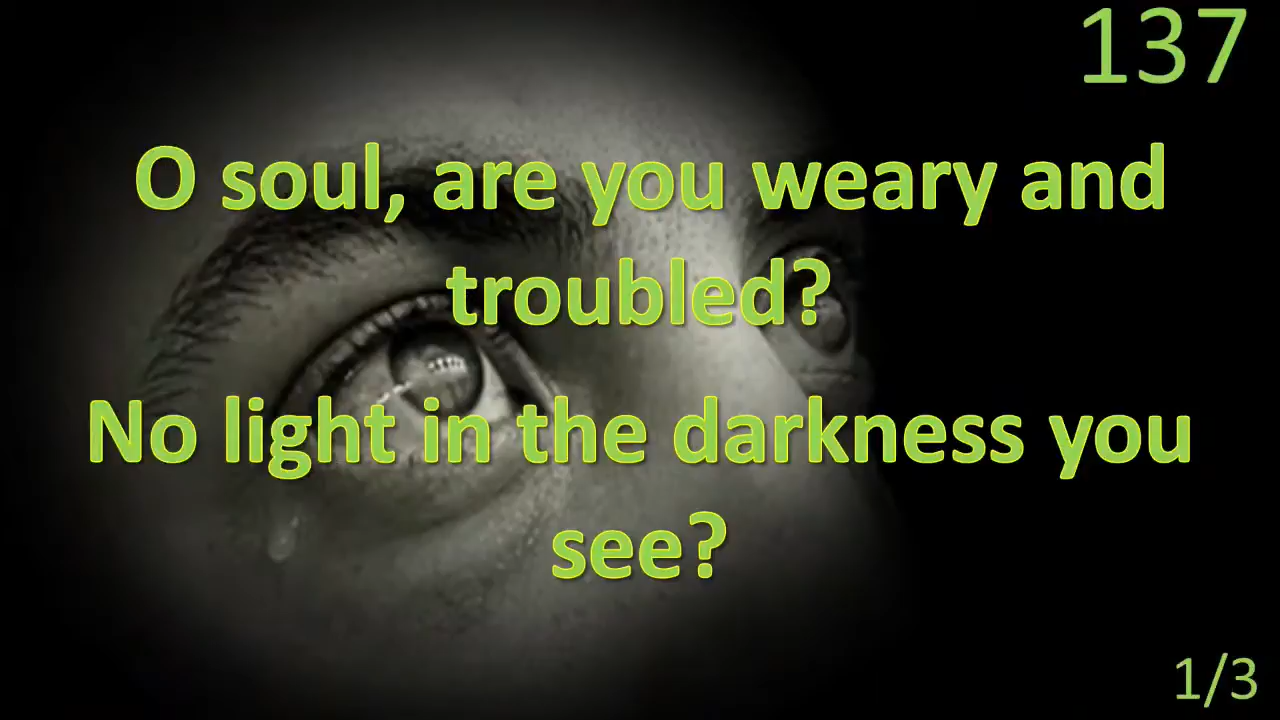 137
O soul, are you weary and
troubled?
No light in the darkness you
see?
1/3